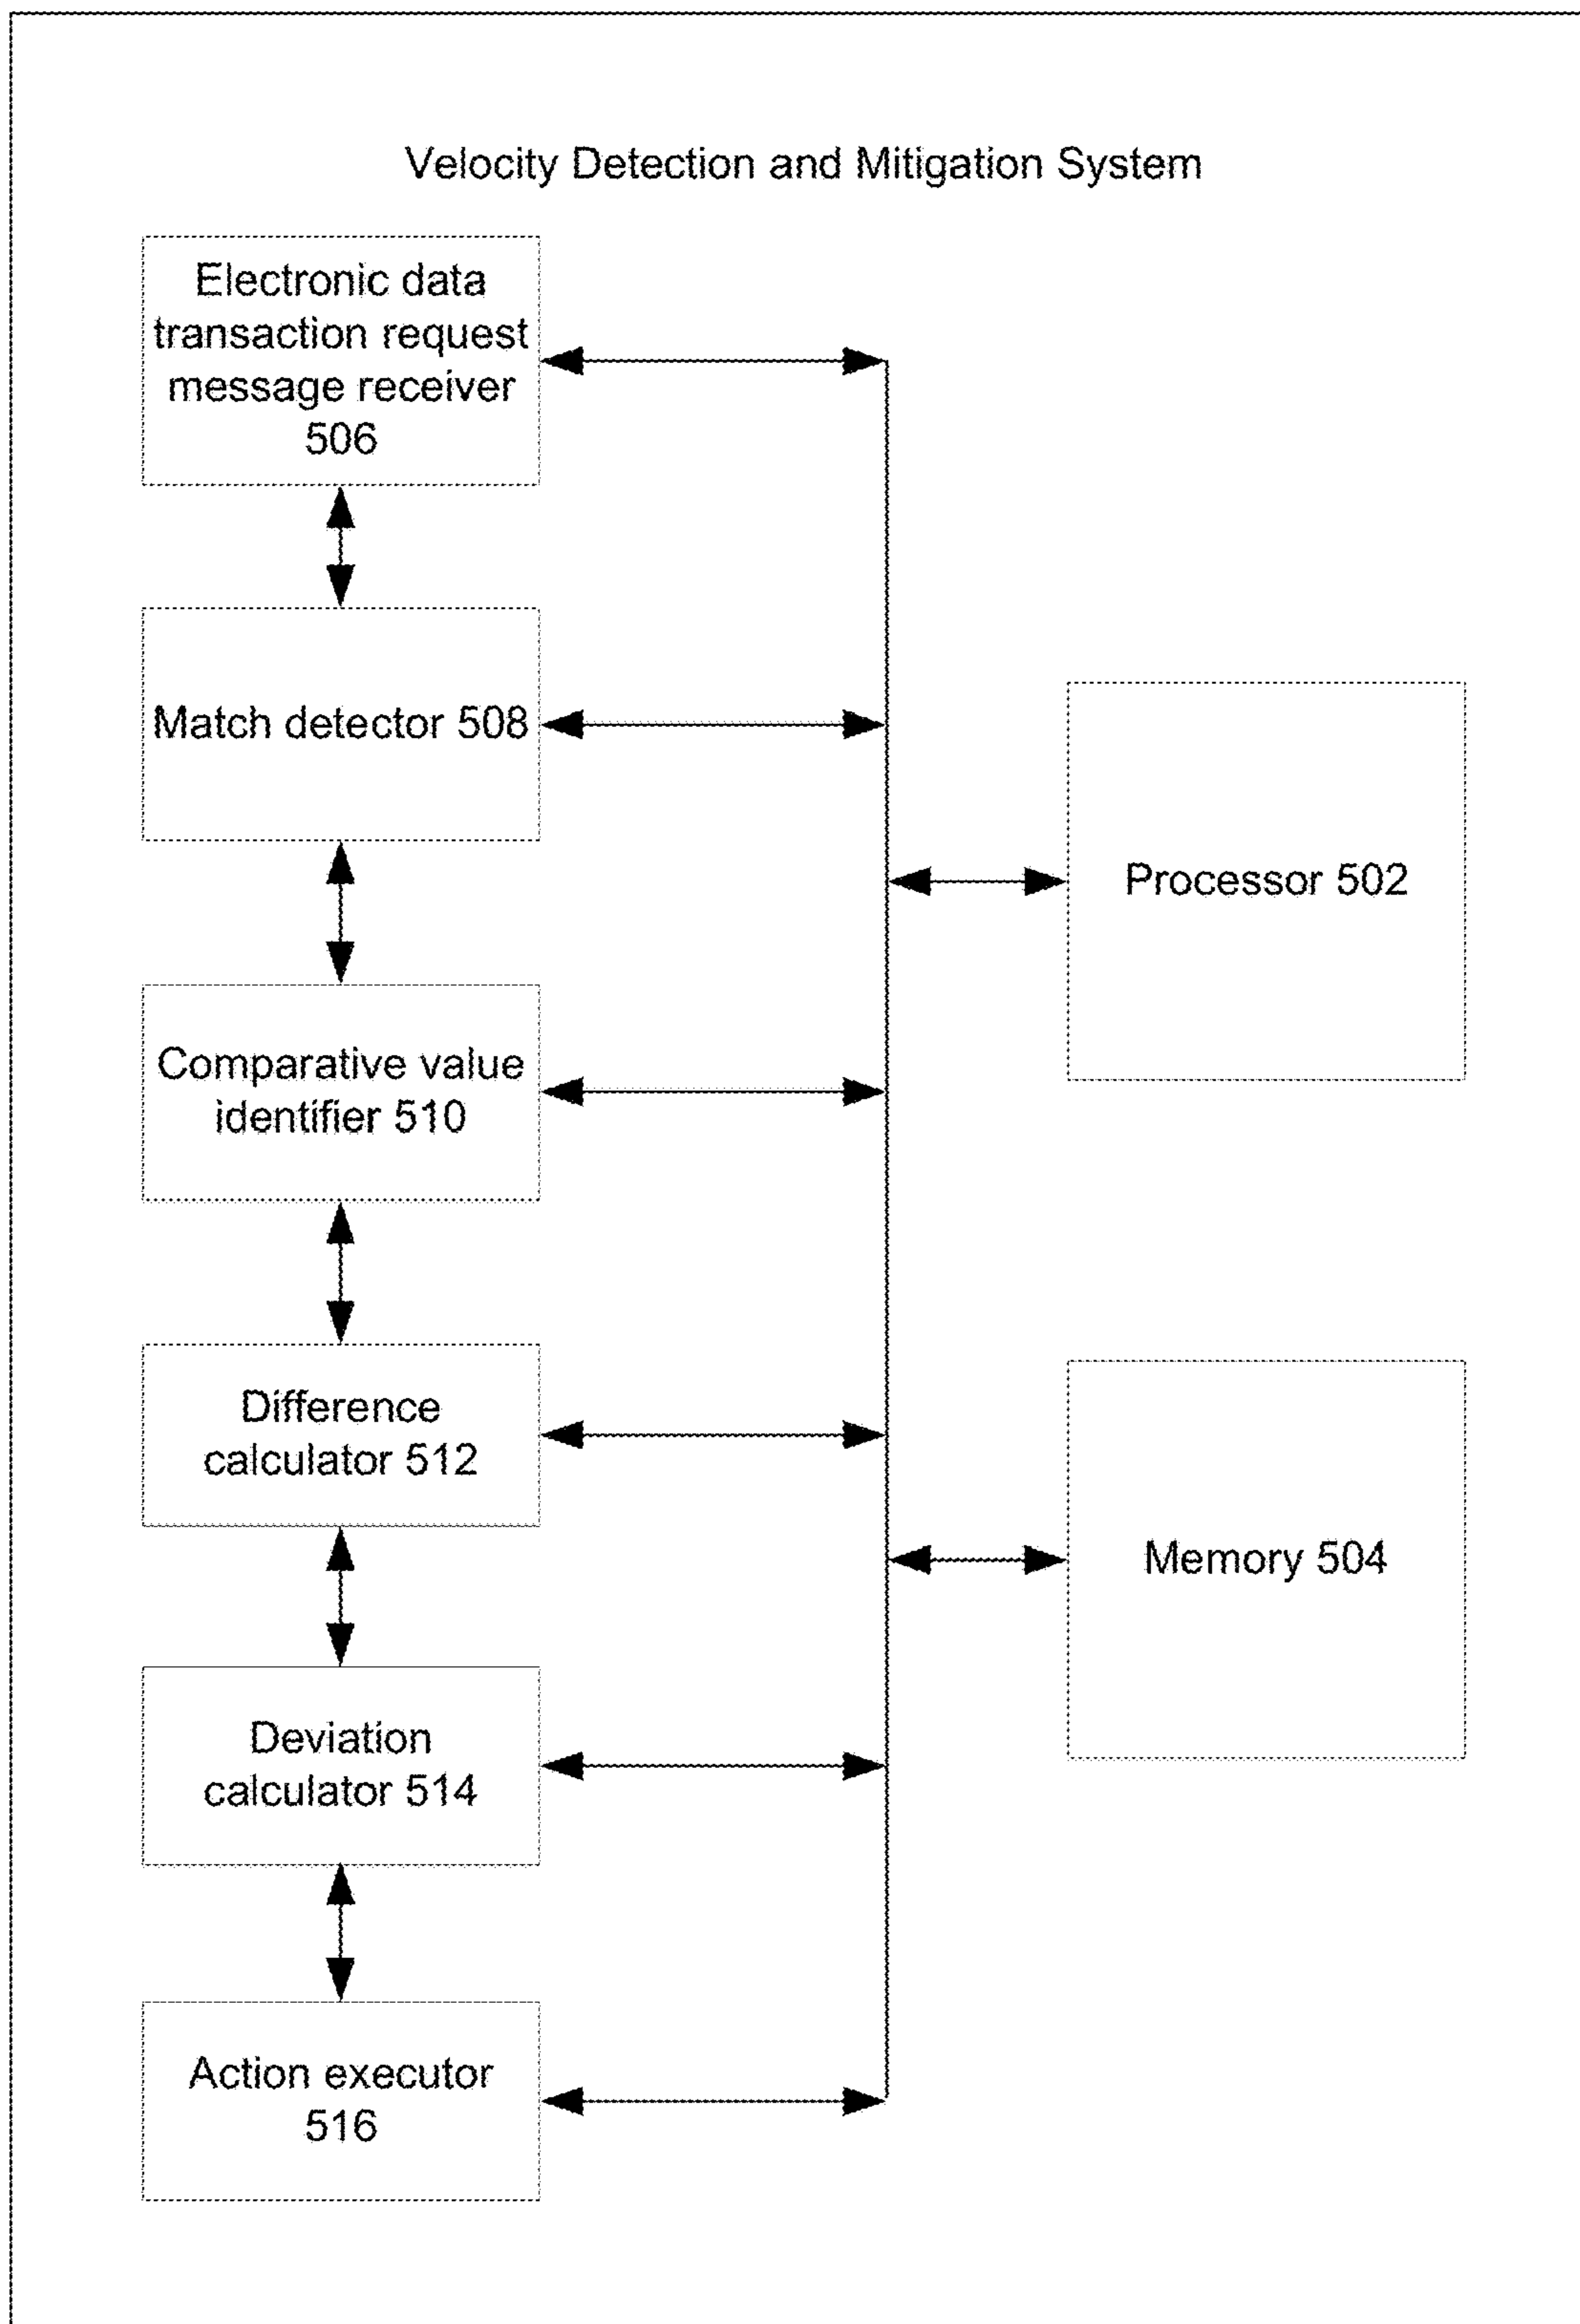 Velocity Detection and Mitigation System
Electronic data
transaction request
message receiver
506
Match detector 508
Processor 502
Comparative value
identifier 510
Difference
calculator 512
Memory 504
Deviation
calculator 514
Action executor
516